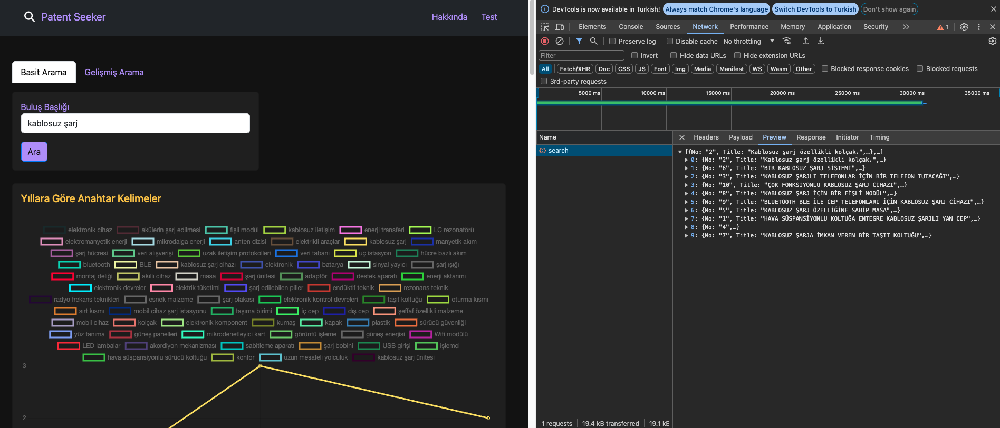 Patent Seeker
Hakkında Test
Basit Arama Gelişmiş Arama
Buluş Başlığı
kablosuz şarj
Ara
Yıllara Göre Anahtar Kelimeler
elektronik cihaz akülerin şarj edilmesi fişli modül kablosuz iletişim enerji transferi LC rezonatörü
elektromanyetik enerji mikrodalga enerji anten dizisi elektrikli araçlar kablosuz şarj manyetik akım
şarj hücresi veri alışverişi uzak iletişim protokolleri veri tabanı uç istasyon hücre bazlı akım
bluetooth BLE kablosuz şarj cihazı elektronik batarya sinyal yayıcı şarj ışığı
montaj deliği akıllı cihaz masa şarj ünitesi adaptör destek aparatı enerji aktarımı
elektronik devreler elektrik tüketimi şarj edilebilen piller endüktif teknik rezonans teknik
radyo frekans teknikleri esnek malzeme şarj plakası elektronik kontrol devreleri taşıt koltuğu oturma kısmı
sırt kısmı mobil cihaz şarj istasyonu taşıma birimi iç cep dış cep şeffaf özellikli malzeme
mobil cihaz kolçak elektronik komponent kumaş kapak plastik sürücü güvenliği
yüz tanıma güneş panelleri mikrodenetleyici kart görüntü işleme güneş enerjisi Wifi modülü
LED lambalar akordiyon mekanizması sabitleme aparatı şarj bobini USB girişi işlemci
hava süspansiyonlu sürücü koltuğu konfor uzun mesafeli yolculuk kablosuz şarj ünitesi
3
2
DevTools is now available in Turkish! Always match Chrome's language Switch DevTools to Turkish Don't show again
Elements Console Sources Network Performance Memory Application Security 1
Preserve log Disable cache No throttling
Filter Invert Hide data URLs Hide extension URLs
All Fetch/XHR Doc CSS JS Font Img Media Manifest WS Wasm Other Blocked response cookies Blocked requests
3rd-party requests
5000 ms 10000 ms 15000 ms 20000 ms 25000 ms 30000 ms 35000 ms
Name
search
Headers Payload Preview Response Initiator Timing
[{No: "2", Title: "Kablosuz şarj özellikli kolçak.",…},…]
0: {No: "2", Title: "Kablosuz şarj özellikli kolçak.",…}
1: {No: "6", Title: "BİR KABLOSUZ ŞARJ SİSTEMİ",…}
2: {No: "3", Title: "KABLOSUZ ŞARJLI TELEFONLAR İÇİN BİR TELEFON TUTACAĞI",…}
3: {No: "10", Title: "ÇOK FONKSİYONLU KABLOSUZ ŞARJ CİHAZI",…}
4: {No: "8", Title: "KABLOSUZ ŞARJ İÇİN BİR FİŞLİ MODÜL",…}
5: {No: "9", Title: "BLUETOOTH BLE İLE CEP TELEFONLARI İÇİN KABLOSUZ ŞARJ CİHAZI",…}
6: {No: "5", Title: "KABLOSUZ ŞARJ ÖZELLİĞİNE SAHİP MASA",…}
7: {No: "1", Title: "HAVA SÜSPANSİYONLU KOLTUĞA ENTEGRE KABLOSUZ ŞARJLI YAN CEP",…}
8: {No: "4",…}
9: {No: "7", Title: "KABLOSUZ ŞARJA İMKAN VEREN BİR TAŞIT KOLTUĞU",…}
1 requests 19.4 kB transferred 19.1 kE